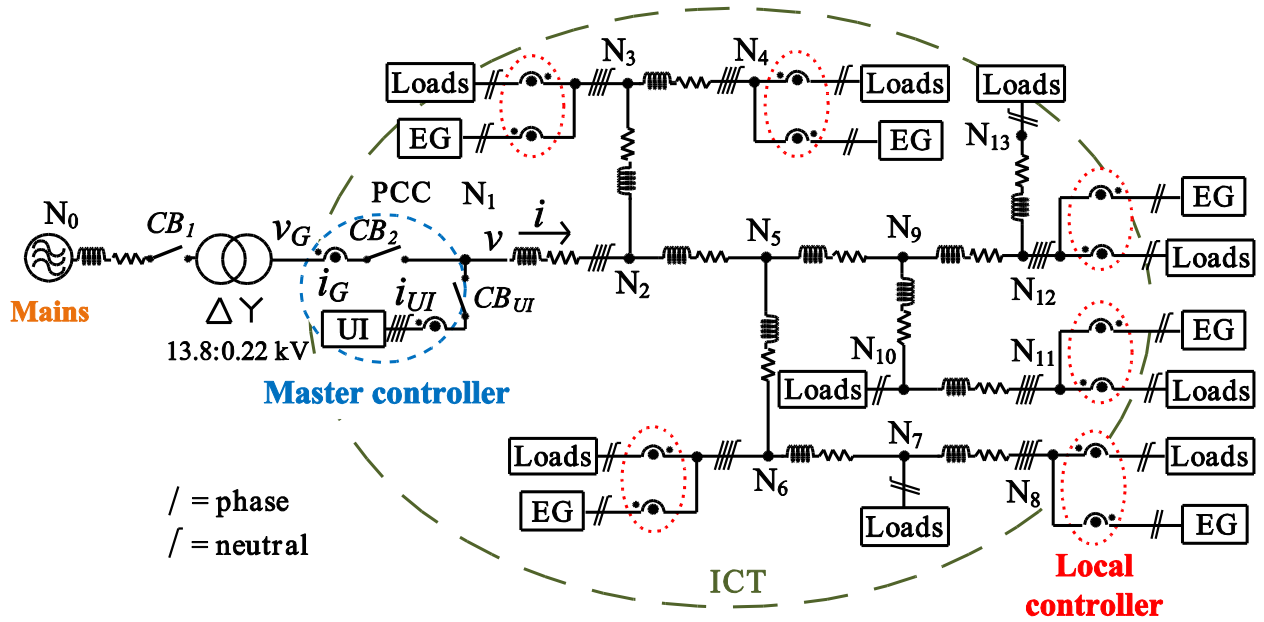 N3
N4
Loads
Loads
Loads
EG
EG
N13
PCC
N1
EG
N0
CB1
vG
CB2
v
i
N5
N9
Loads
iG
iUI
CBUI
N2
N12
Mains
UI
Δ Y
EG
13.8:0.22 kV
N10
N11
Master controller
Loads
Loads
Loads
N7
Loads
N6
N8
EG
EG
/ = phase
Loads
ʃ = neutral
ICT
Local
controller